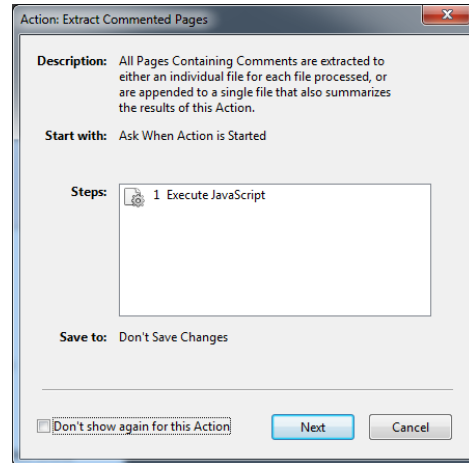 Action: Extract Commented Pages
Description: All Pages Containing Comments are extracted to
either an individual file for each file processed, or
are appended to a single file that also summarizes
the results of this Action.
Start with: Ask When Action is Started
Steps:
1 Execute JavaScript
Save to: Don't Save Changes
Don't show again for this Action
Next
Cancel